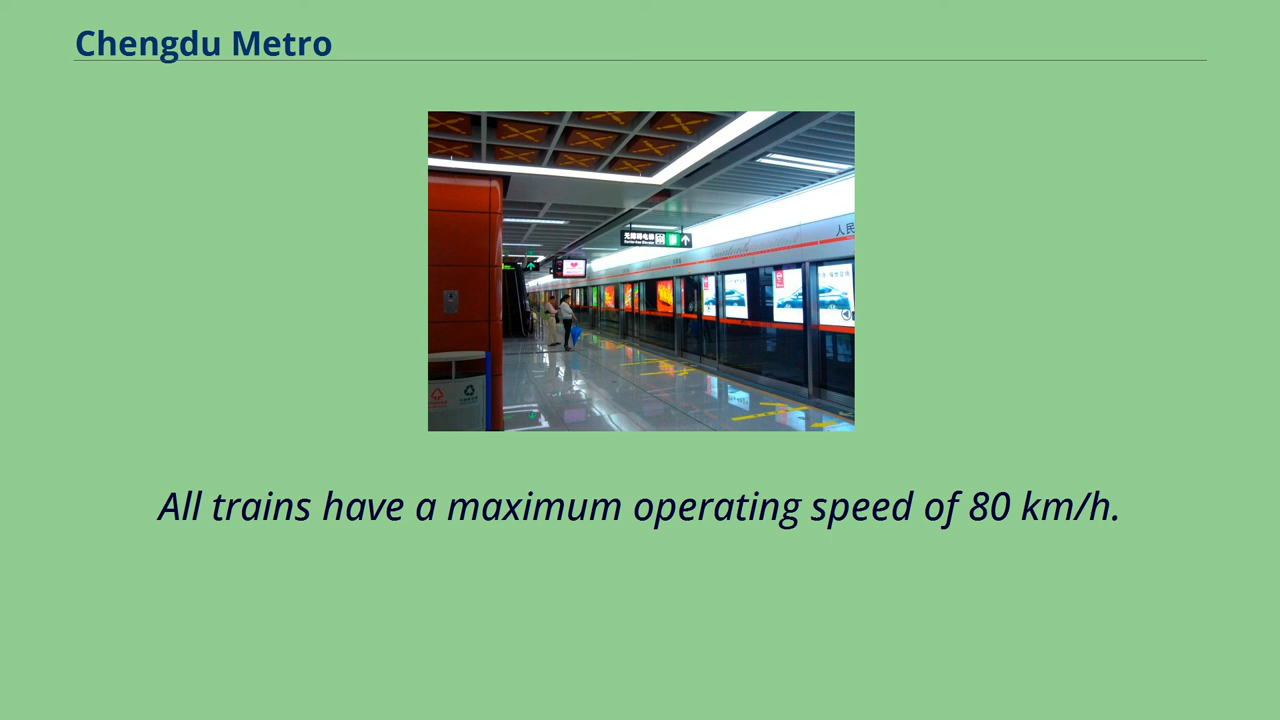 Chengdu Metro
无障碍电梯
人民
All trains have a maximum operating speed of 80 km/h.